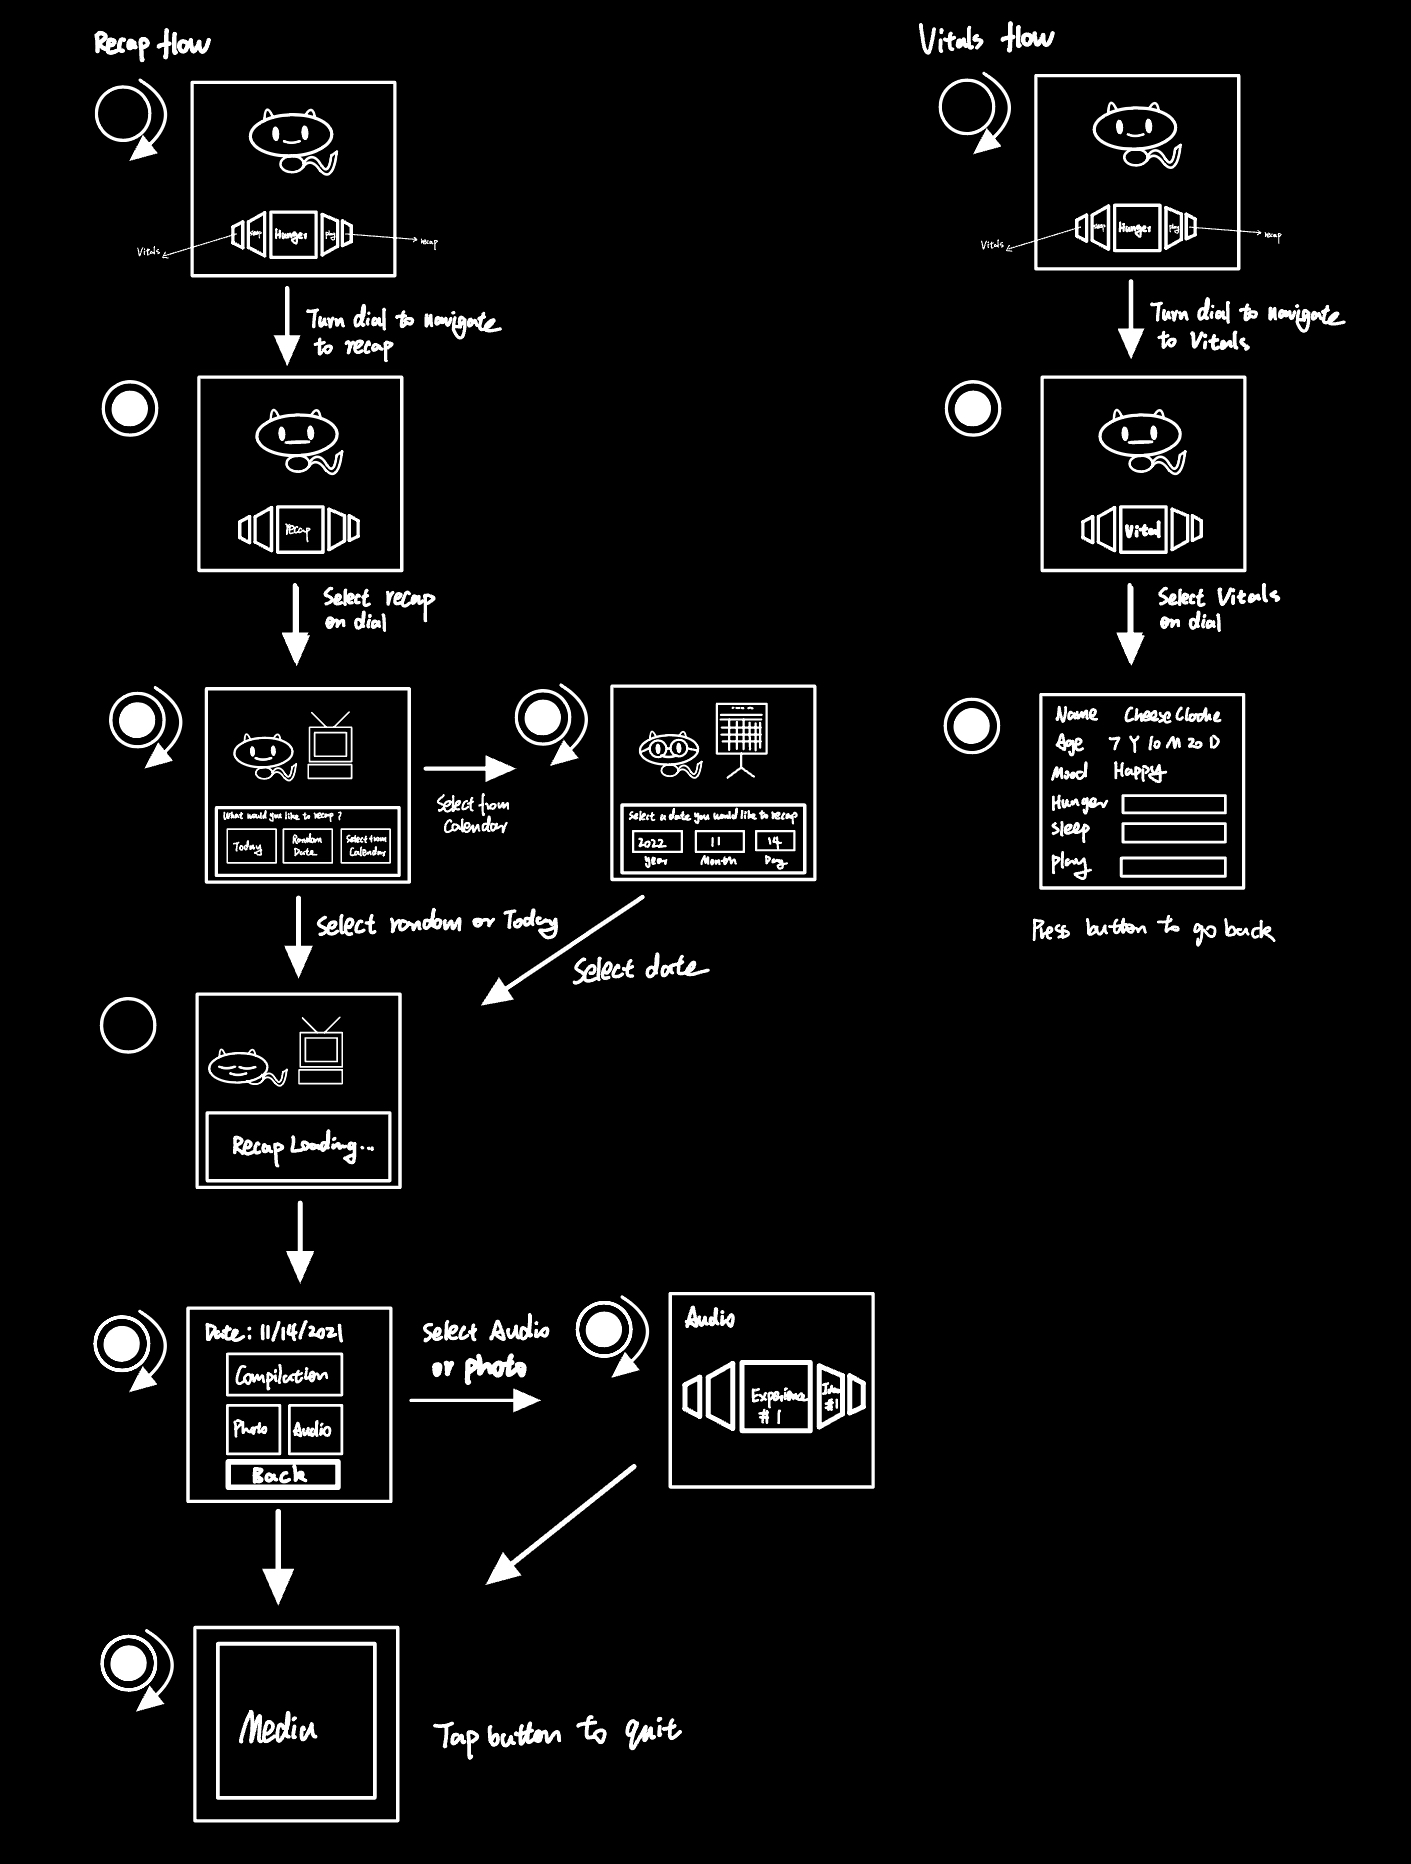 Recap flow
Hunger
play
Vitals
recap
Turn dial to navigate
to recap
recap
Select recap
on dial
What would you like to recap ?
Today
Random
Date
Select from
Calendar
Select from
Calendar
Select a date you would like to recap
2022
11
14
year
Month
Day
Select random or Today
Select date
Recap Loading...
Date: 11/14/2021
Compilation
Photo
Audio
Back
Select Audio
or photo
Audio
Experience
#1
#1
Media
Tap button to quit
Vitals flow
Hunger
play
Vitals
recap
Turn dial to navigate
to Vitals
Vital
Select Vitals
on dial
Name Cheese Clooke
Age 7 Y 10 M 20 D
Mood Happy
Hunger
Sleep
play
Press button to go back